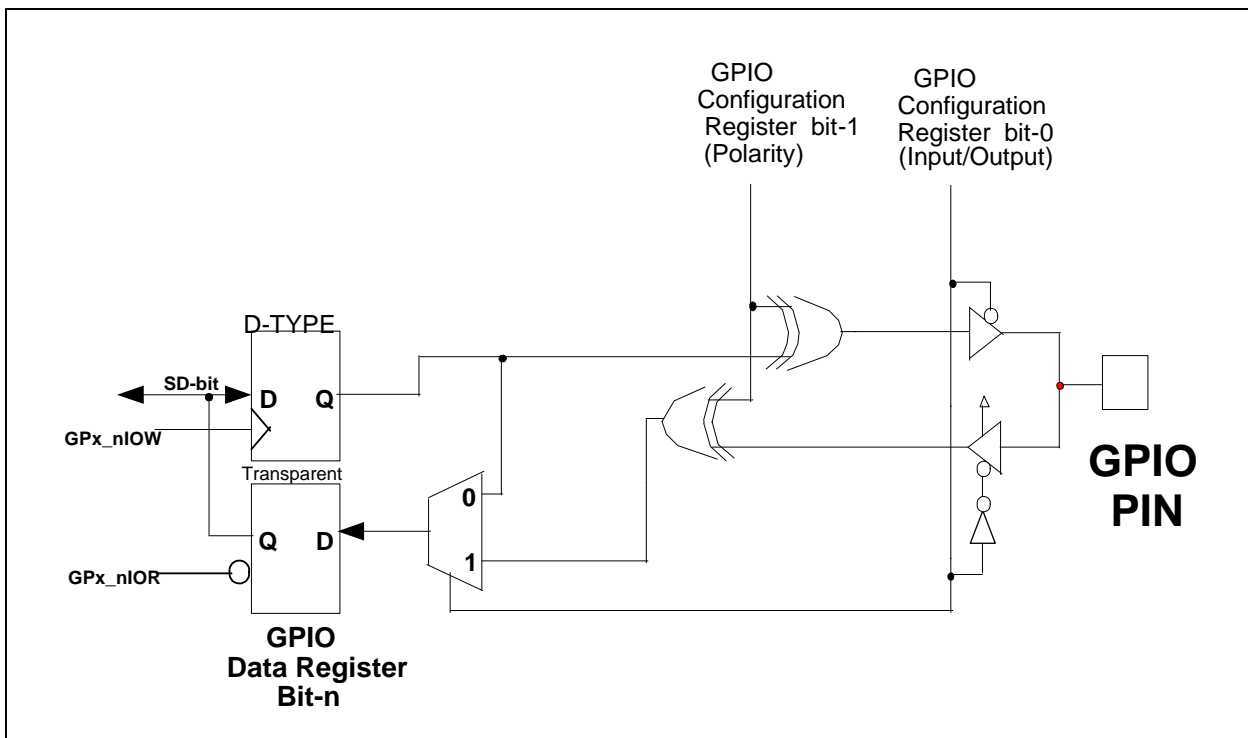 GPIO
Configuration
Register bit-1
(Polarity)
GPIO
Configuration
Register bit-0
(Input/Output)
D-TYPE
SD-bit
D
Q
GPx_nIOW
Transparent
0
1
Q
D
GPx_nIOR
GPIO
PIN
GPIO
Data Register
Bit-n